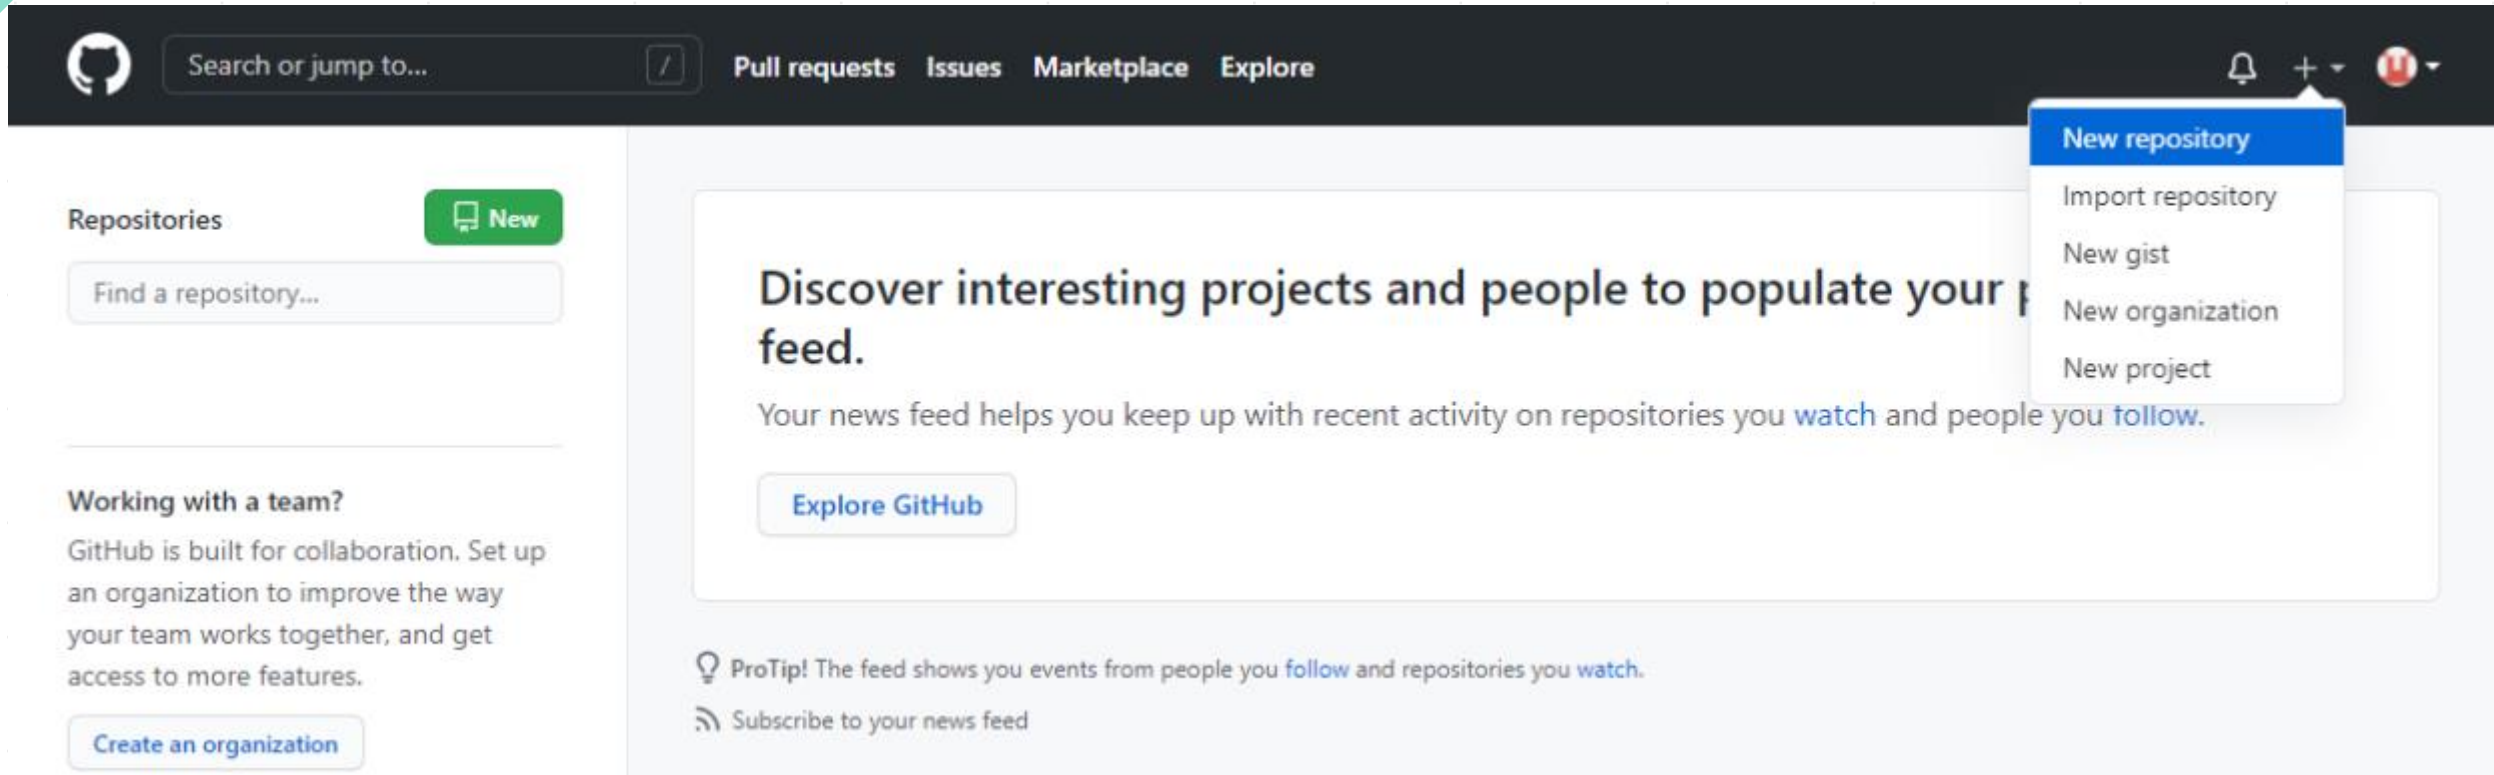 Search or jump to... /
Pull requests Issues Marketplace Explore
New repository
Import repository
New gist
New organization
New project
Repositories
New
Find a repository...
Working with a team?
GitHub is built for collaboration. Set up
an organization to improve the way
your team works together, and get
access to more features.
Create an organization
Discover interesting projects and people to populate your
feed.
Your news feed helps you keep up with recent activity on repositories you watch and people you follow.
Explore GitHub
ProTip! The feed shows you events from people you follow and repositories you watch.
Subscribe to your news feed